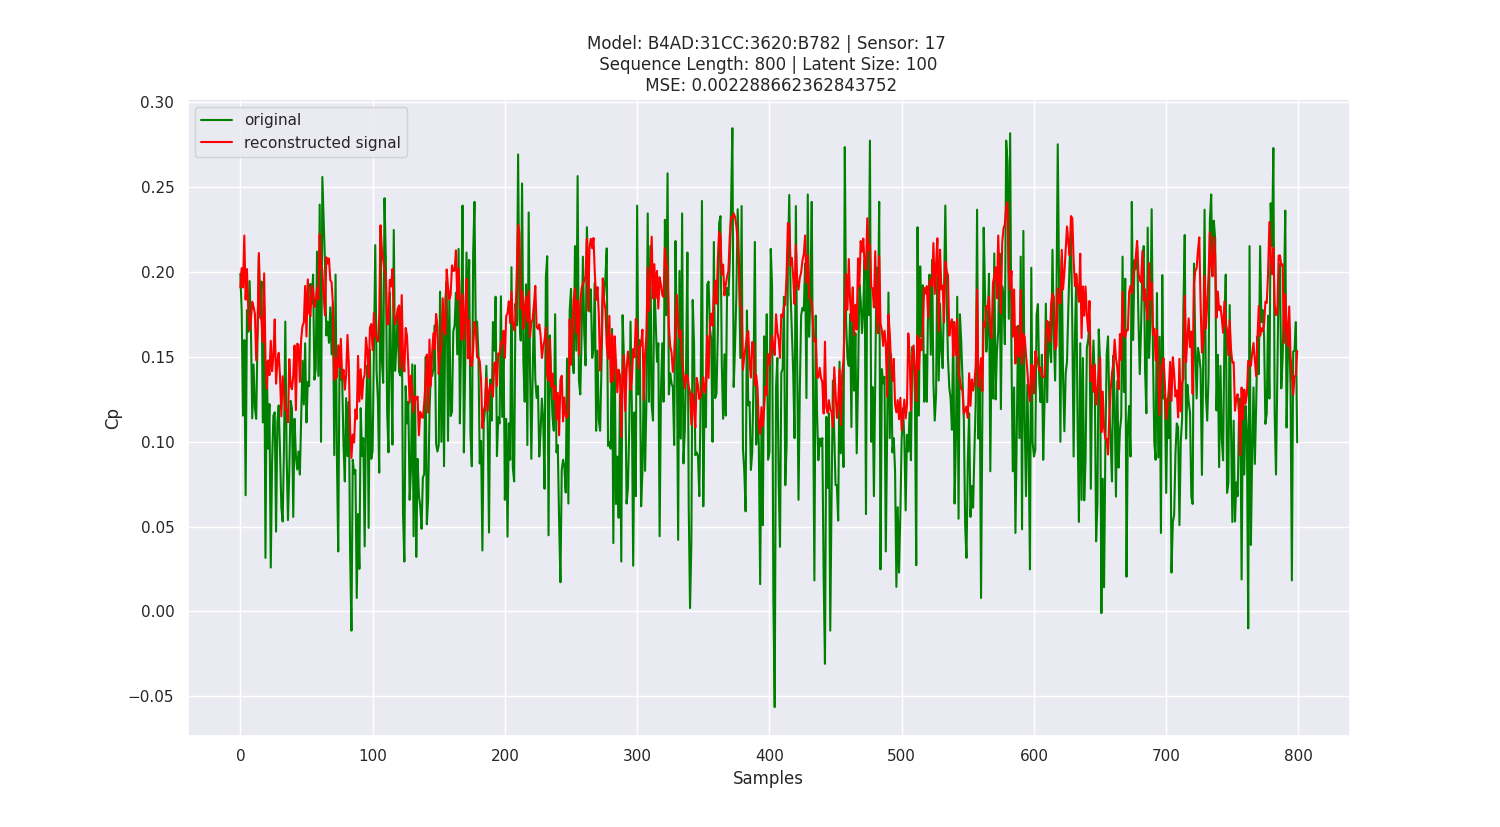 Model: B4AD:31CC:3620:B782 | Sensor: 17
Sequence Length: 800 | Latent Size: 100
MSE: 0.002288662362843752
original
reconstructed signal
0.30
0.25
0.20
0.15
0.10
0.05
0.00
−0.05
Cp
0 100 200 300 400 500 600 700 800
Samples